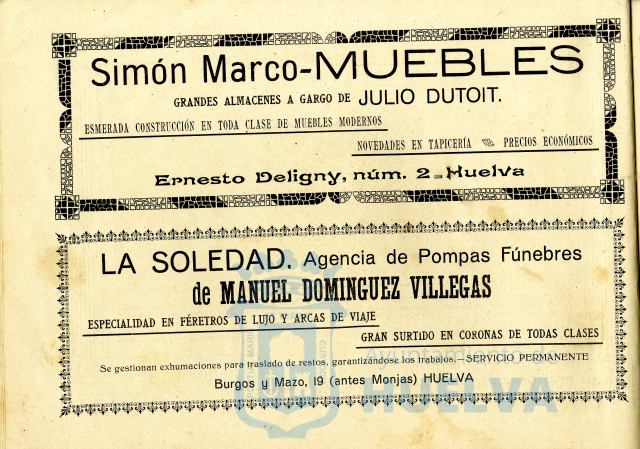 Simón Marco-MUEBLES
GRANDES ALMACENES A GARGO DE JULIO DUTOIT.
ESMERADA CONSTRUCCIÓN EN TODA CLASE DE MUEBLES MODERNOS
NOVEDADES EN TAPICERÍA PRECIOS ECONÓMICOS
Ernesto Deligny, núm. 2-Huelva
LA SOLEDAD. Agencia de Pompas Fúnebres
de MANUEL DOMINGUEZ VILLEGAS
ESPECIALIDAD EN FÉRETROS DE LUJO Y ARCAS DE VIAJE
GRAN SURTIDO EN CORONAS DE TODAS CLASES
Se gestionan exhumaciones para traslado de restos, garantizándose los trabajos.—SERVICIO PERMANENTE
Burgos y Mazo, 19 (antes Monjas) HUELVA
HUELVA